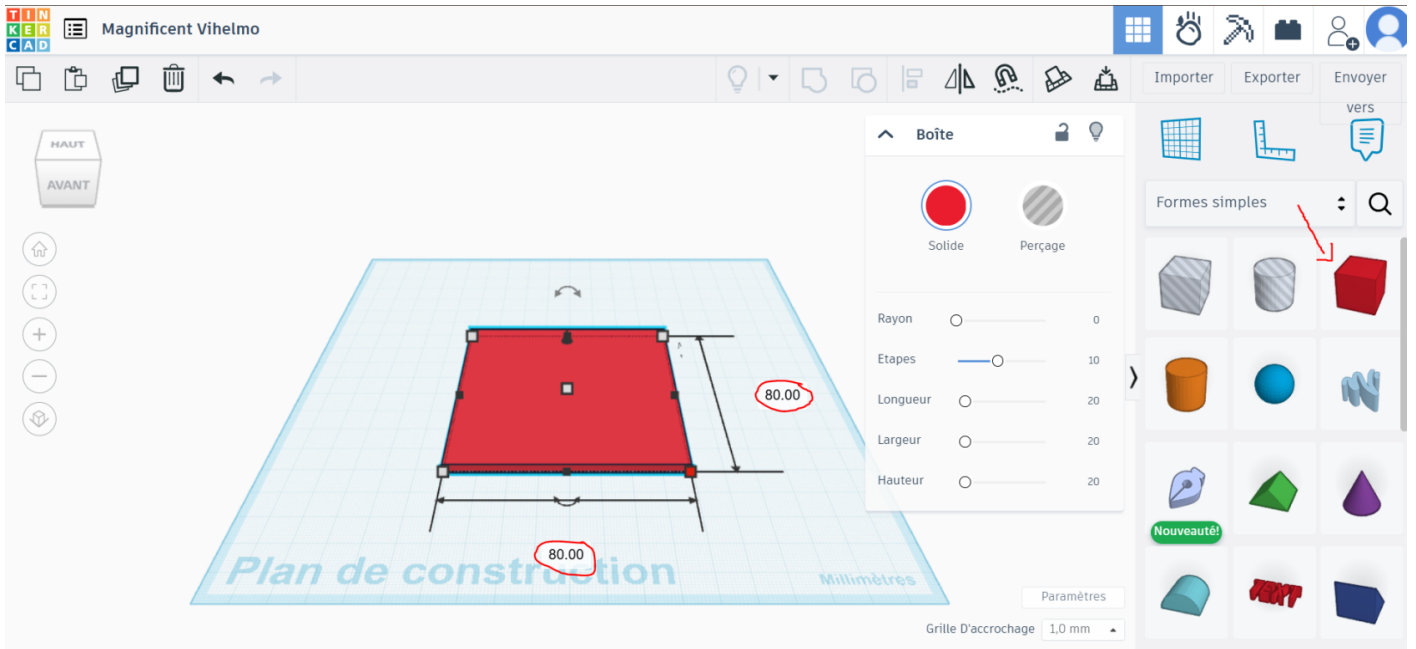 TIN
KER
CAD
Magnificent Vihelmo
Importer
Exporter
Envoyer
vers
HAUT
AVANT
Boîte
Solide
Perçage
Rayon 0
Etapes 10
Longueur 20
Largeur 20
Hauteur 20
Formes simples
80.00
80.00
Nouveauté!
TEXT
Plan de construction
Millimètres
Paramètres
Grille D'accrochage 1,0 mm